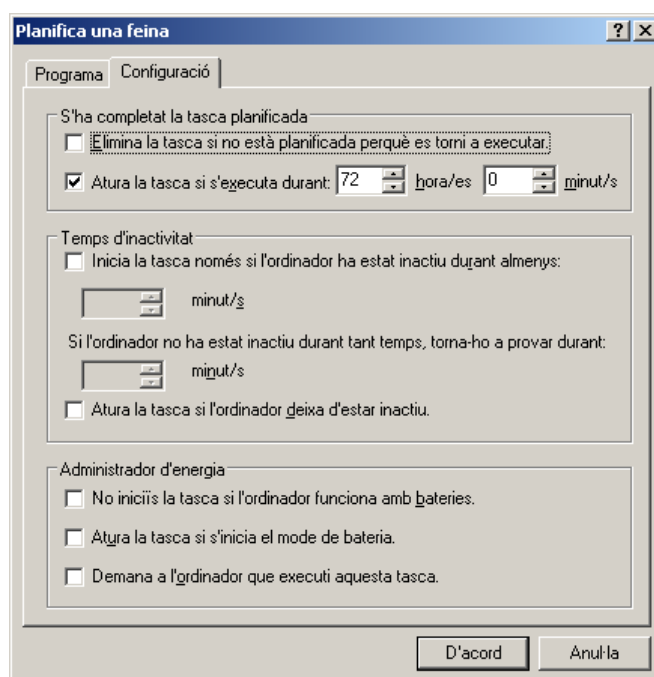 Planifica una feina
Programa Configuració
S'ha completat la tasca planificada
Elimina la tasca si no està planificada perquè es torni a executar.
Atura la tasca si s'executa durant: 72 hora/es 0 minut/s
Temps d'inactivitat
Inicia la tasca només si l'ordinador ha estat inactiu durant almenys:
minut/s
Si l'ordinador no ha estat inactiu durant tant temps, torna-ho a provar durant:
minut/s
Atura la tasca si l'ordinador deixa d'estar inactiu.
Administrador d'energia
No iniciïs la tasca si l'ordinador funciona amb bateries.
Atura la tasca si s'inicia el mode de bateria.
Demana a l'ordinador que executi aquesta tasca.
D'acord Anul·la